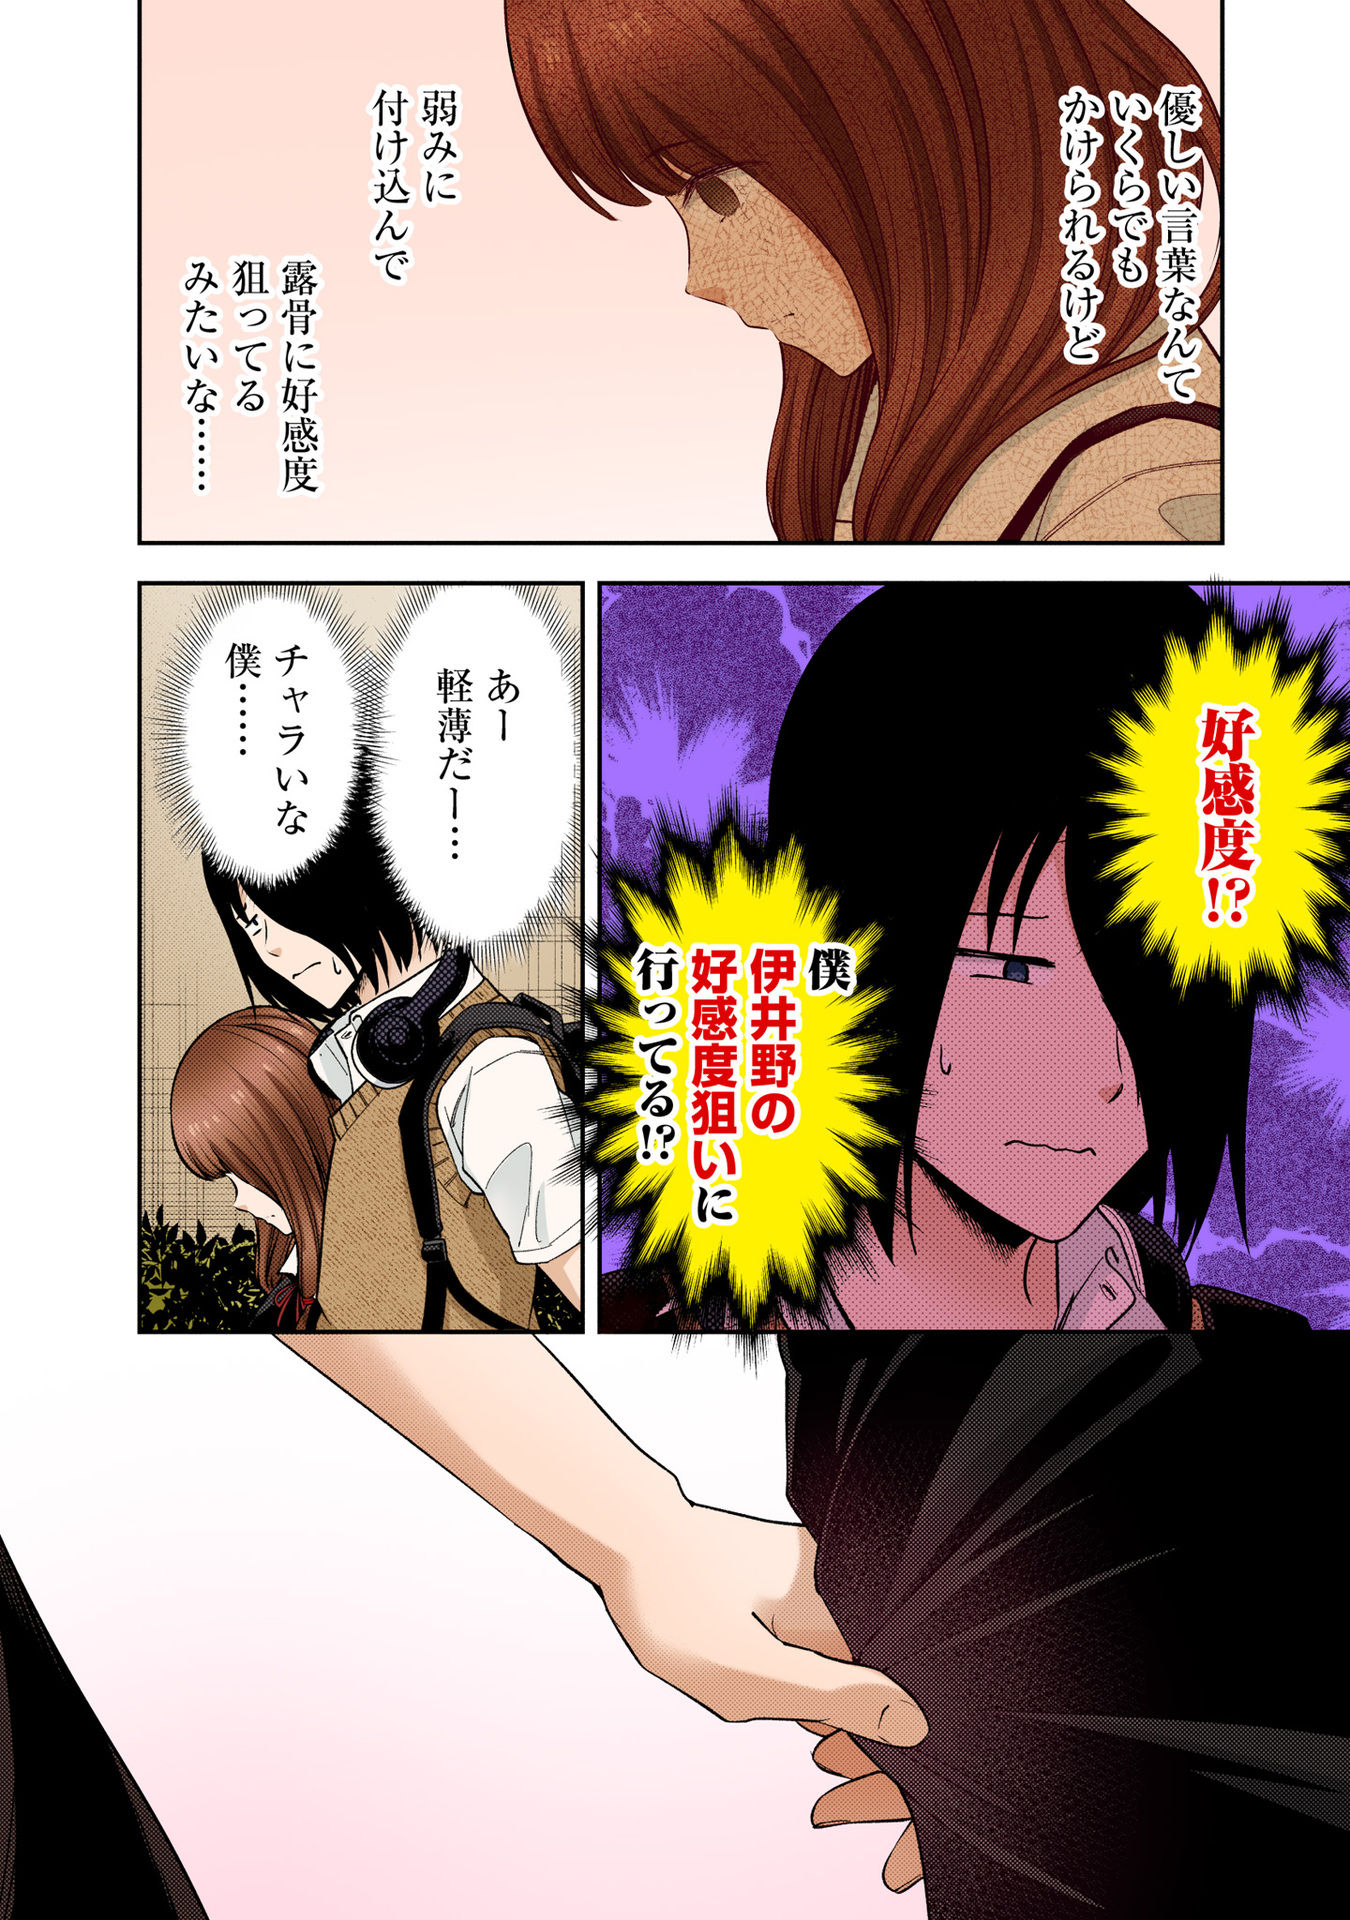 優しい言葉なんて
いくらでも
かけられるけど
弱みに
付け込んで
露骨に好感度
狙ってる
みたいな……
好感度!?
僕
伊井野の
好感度狙いに
行ってる!?
あー
軽薄だー…
チャラいな
僕……